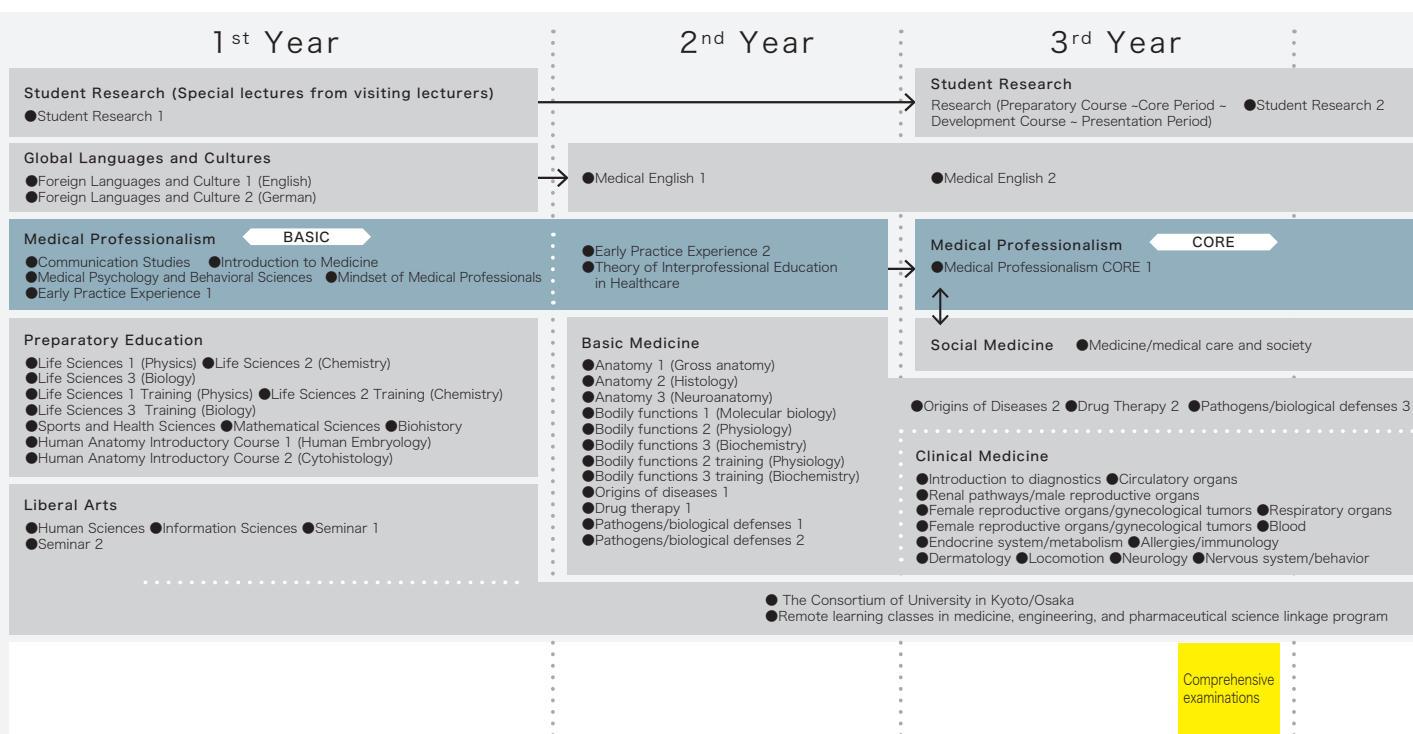 1st Year
2nd Year
3rd Year
Student Research (Special lectures from visiting lecturers)
●Student Research 1
Student Research
Research (Preparatory Course ~Core Period ~ ●Student Research 2
Development Course ~ Presentation Period)
Global Languages and Cultures
●Foreign Languages and Culture 1 (English)
●Foreign Languages and Culture 2 (German)
●Medical English 1
●Medical English 2
Medical Professionalism BASIC
●Communication Studies ●Introduction to Medicine
●Medical Psychology and Behavioral Sciences ●Mindset of Medical Professionals
●Early Practice Experience 1
●Early Practice Experience 2
●Theory of Interprofessional Education
in Healthcare
Medical Professionalism CORE
●Medical Professionalism CORE 1
Preparatory Education
●Life Sciences 1 (Physics) ●Life Sciences 2 (Chemistry)
●Life Sciences 3 (Biology)
●Life Sciences 1 Training (Physics) ●Life Sciences 2 Training (Chemistry)
●Life Sciences 3 Training (Biology)
●Sports and Health Sciences ●Mathematical Sciences ●Biohistory
●Human Anatomy Introductory Course 1 (Human Embryology)
●Human Anatomy Introductory Course 2 (Cytohistology)
Liberal Arts
●Human Sciences ●Information Sciences ●Seminar 1
●Seminar 2
Basic Medicine
●Anatomy 1 (Gross anatomy)
●Anatomy 2 (Histology)
●Anatomy 3 (Neuroanatomy)
●Bodily functions 1 (Molecular biology)
●Bodily functions 2 (Physiology)
●Bodily functions 3 (Biochemistry)
●Bodily functions 2 training (Physiology)
●Bodily functions 3 training (Biochemistry)
●Origins of diseases 1
●Drug therapy 1
●Pathogens/biological defenses 1
●Pathogens/biological defenses 2
Social Medicine ●Medicine/medical care and society
●Origins of Diseases 2 ●Drug Therapy 2 ●Pathogens/biological defenses 3
Clinical Medicine
●Introduction to diagnostics ●Circulatory organs
●Renal pathways/male reproductive organs
●Female reproductive organs/gynecological tumors ●Respiratory organs
●Female reproductive organs/gynecological tumors ●Blood
●Endocrine system/metabolism ●Allergies/immunology
●Dermatology ●Locomotion ●Neurology ●Nervous system/behavior
● The Consortium of University in Kyoto/Osaka
●Remote learning classes in medicine, engineering, and pharmaceutical science linkage program
Comprehensive
examinations